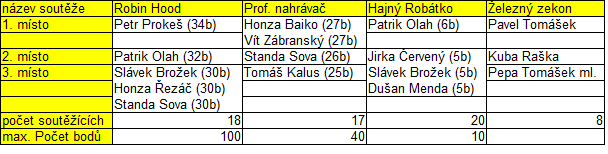 název soutěže Robin Hood Prof. nahrávač Hajný Robátko Železný zekon
1. místo Petr Prokeš (34b) Honza Baiko (27b) Patrik Olah (6b) Pavel Tomášek
Vít Zábranský (27b)
2. místo Patrik Olah (32b) Standa Sova (26b) Jirka Červený (5b) Kuba Raška
3. místo Slávek Brožek (30b) Tomáš Kalus (25b) Slávek Brožek (5b) Pepa Tomášek ml.
Honza Řezáč (30b) Dušan Menda (5b)
Standa Sova (30b)
počet soutěžících 18 17 20 8
max. Počet bodů 100 40 10